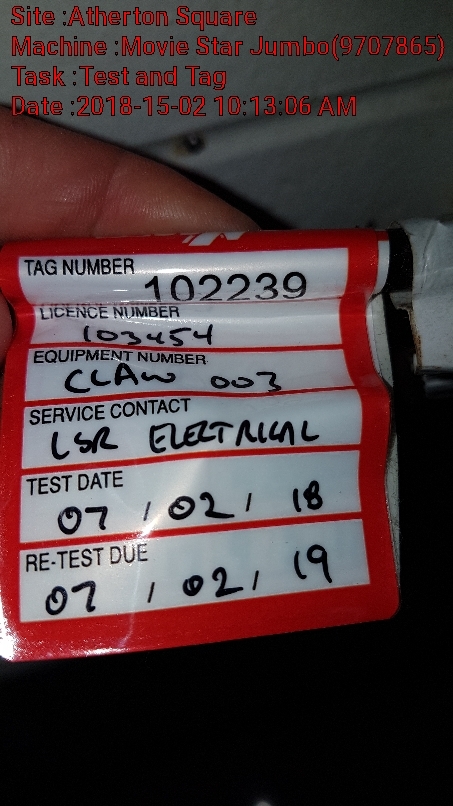 Site :Atherton Square
Machine :Movie Star Jumbo(9707865)
Task :Test and Tag
Date :2018-15-02 10:13:06 AM
TAG NUMBER 102239
LICENCE NUMBER
103454
EQUIPMENT NUMBER
CLAW 003
SERVICE CONTACT
LSR ELECTRICAL
TEST DATE
07 / 02 / 18
RE-TEST DUE
07 / 02 / 19